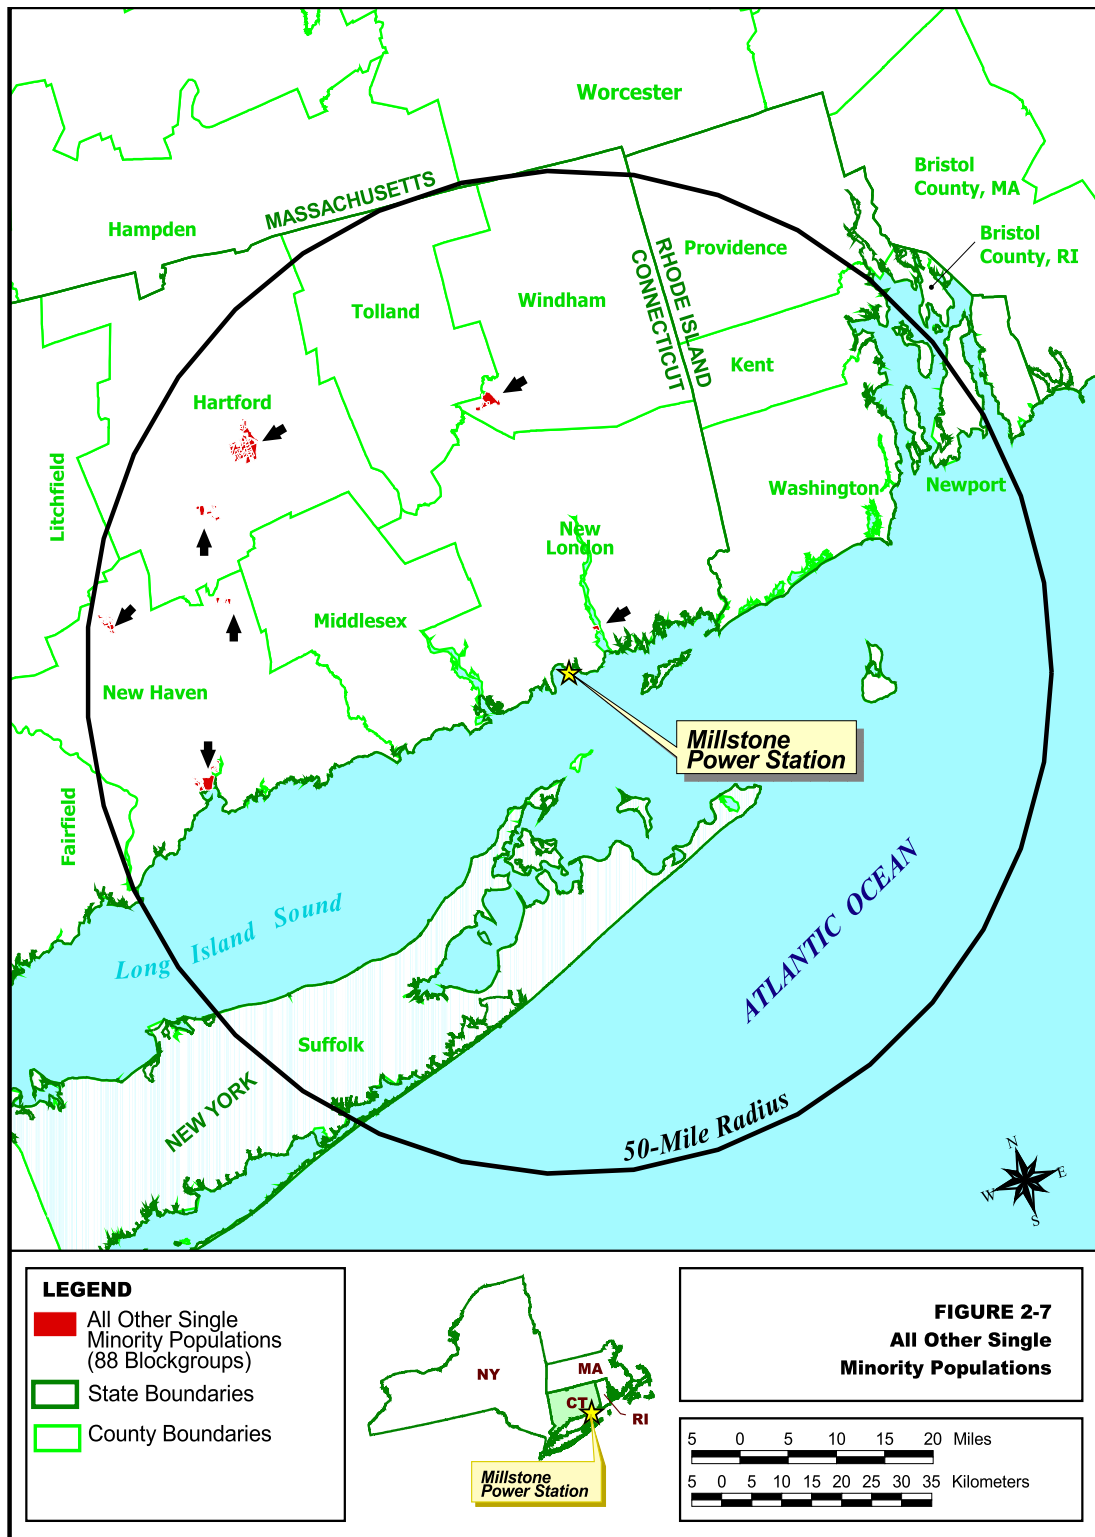 Worcester
Bristol
County, MA
MASSACHUSETTS
Hampden
Bristol
County, RI
Providence
RHODE ISLAND
CONNECTICUT
Windham
Tolland
Kent
Hartford
Litchfield
Washington
Newport
New
London
Middlesex
New Haven
Millstone
Power Station
Fairfield
Long Island Sound
ATLANTIC OCEAN
Suffolk
NEW YORK
50-Mile Radius
N
E
W
S
LEGEND
All Other Single
Minority Populations
(88 Blockgroups)
State Boundaries
County Boundaries
NY
MA
CT
RI
Millstone
Power Station
FIGURE 2-7
All Other Single
Minority Populations
5 0 5 10 15 20 Miles
5 0 5 10 15 20 25 30 35 Kilometers